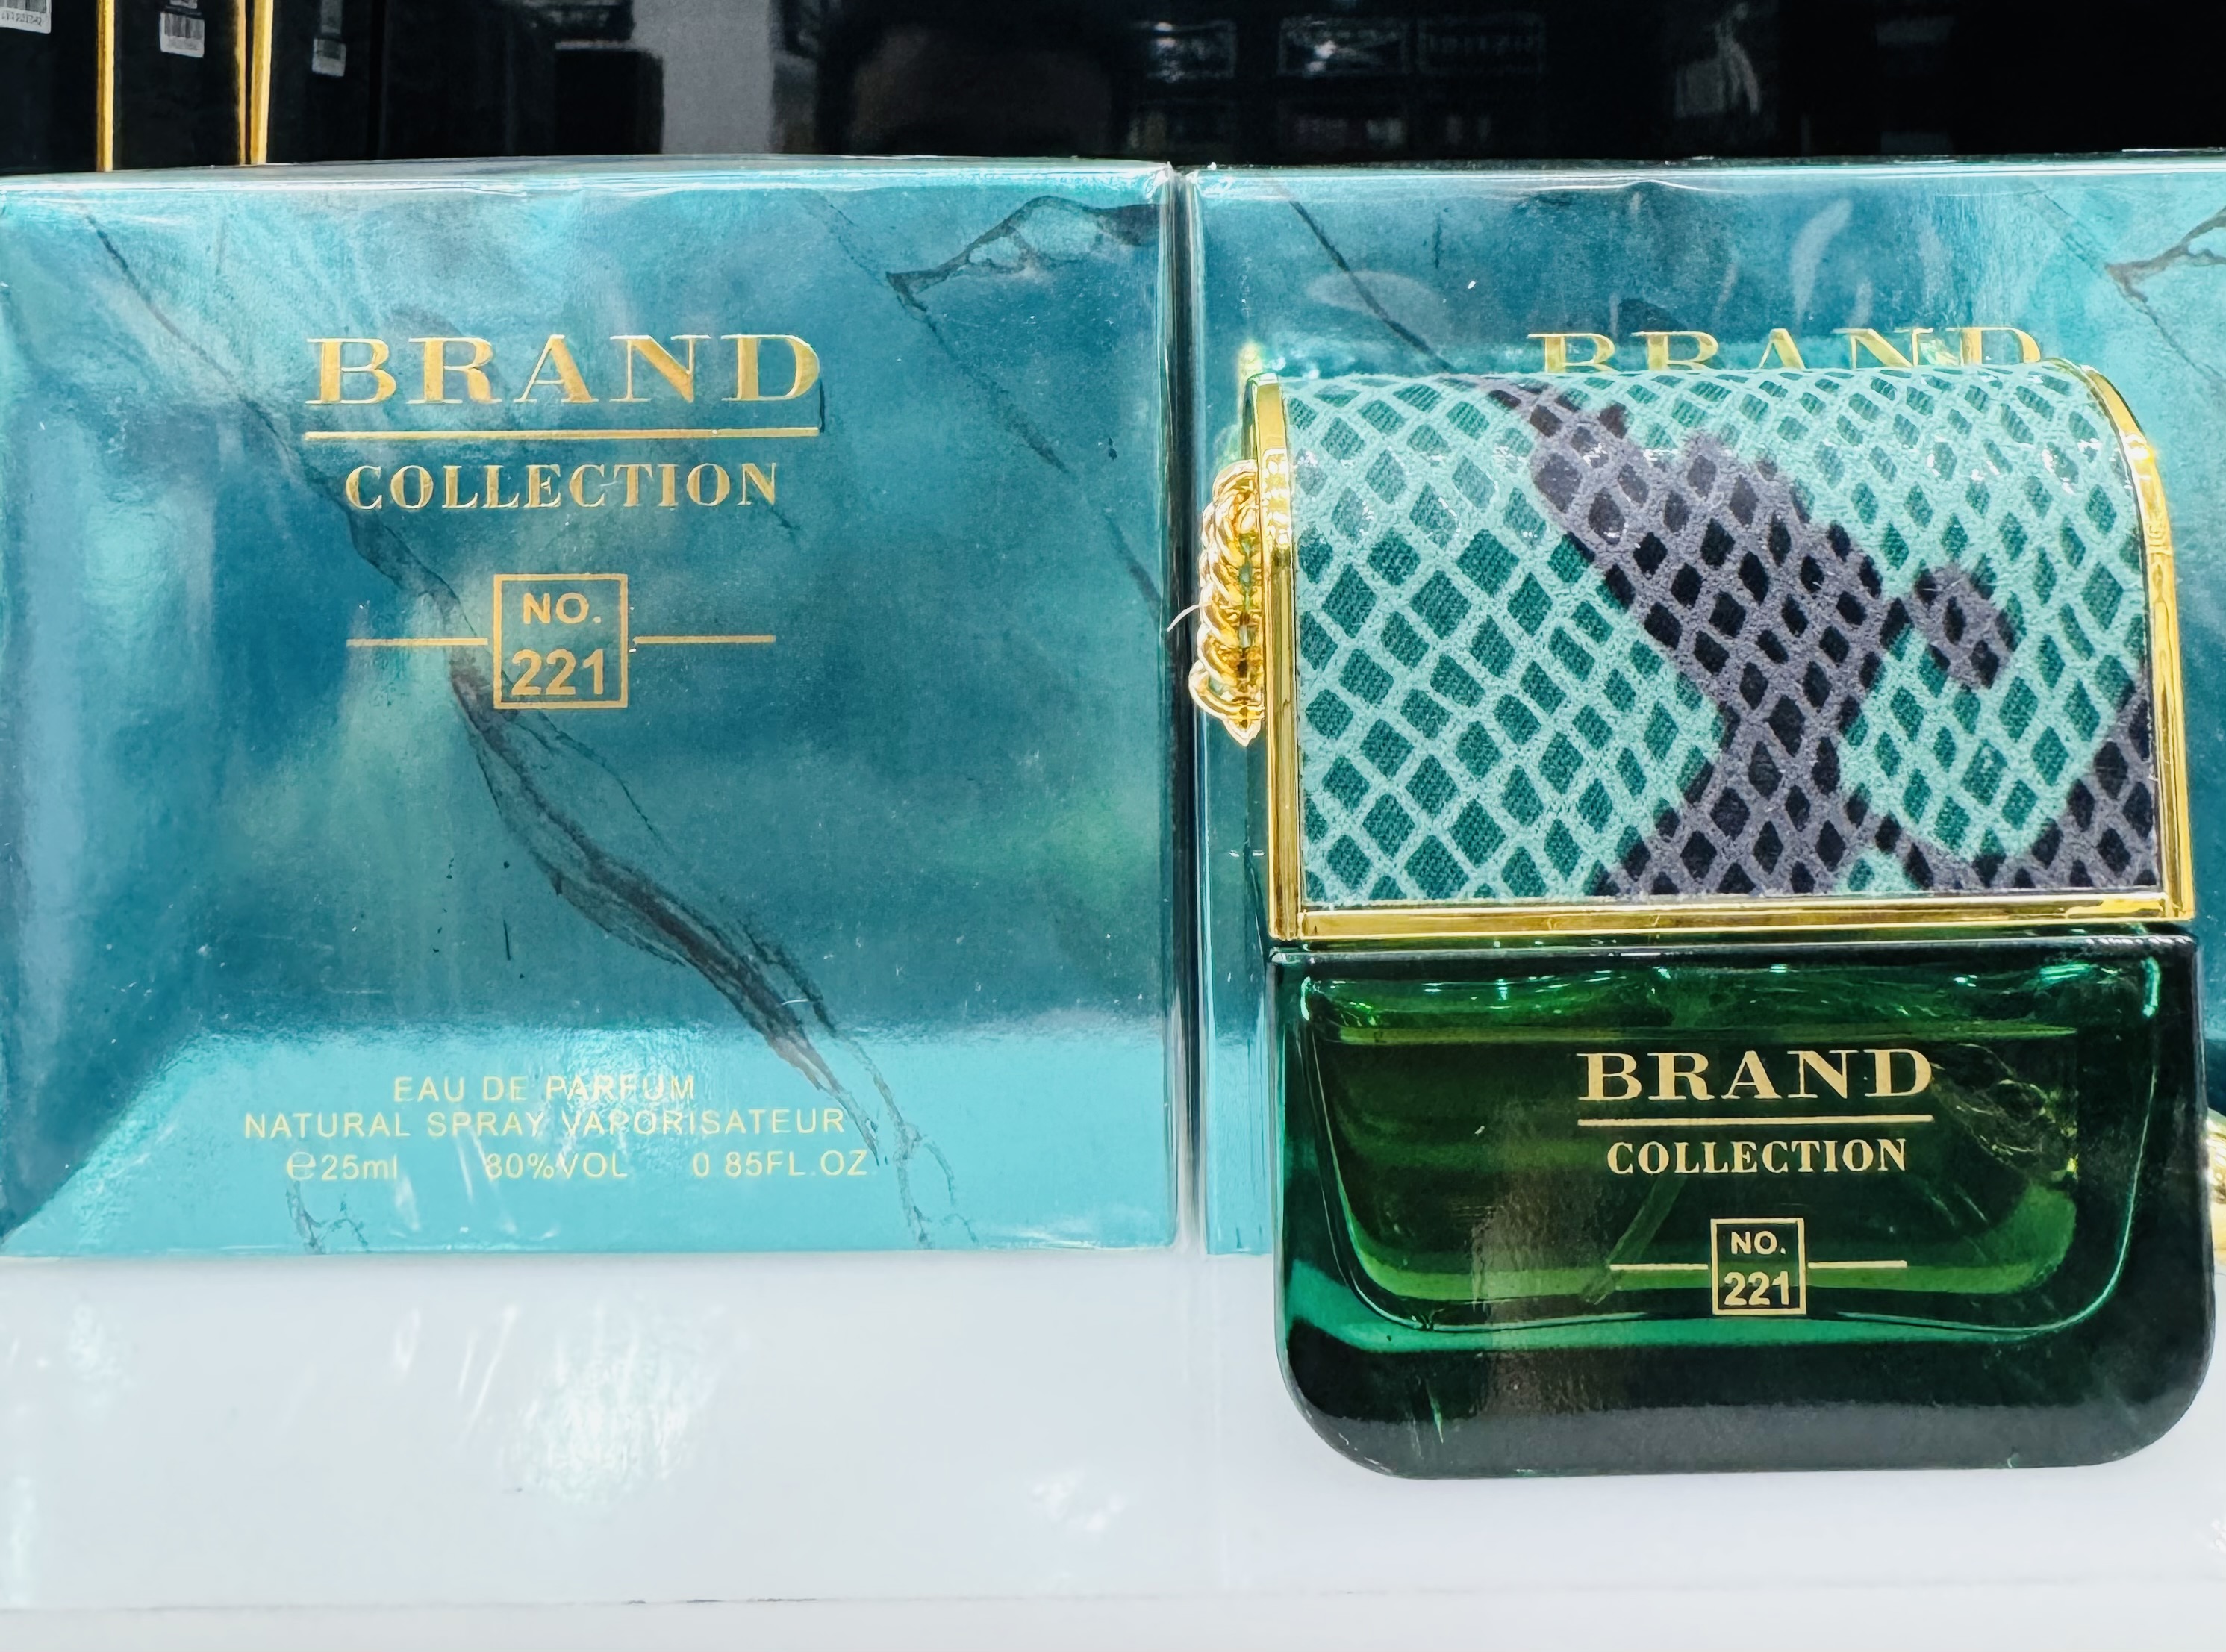 BRAND
COLLECTION
NO.
221
EAU DE PARFUM
NATURAL SPRAY VAPORISATEUR
℮25ml 80%VOL 0.85FL.OZ
BRAND
BRAND
COLLECTION
NO.
221